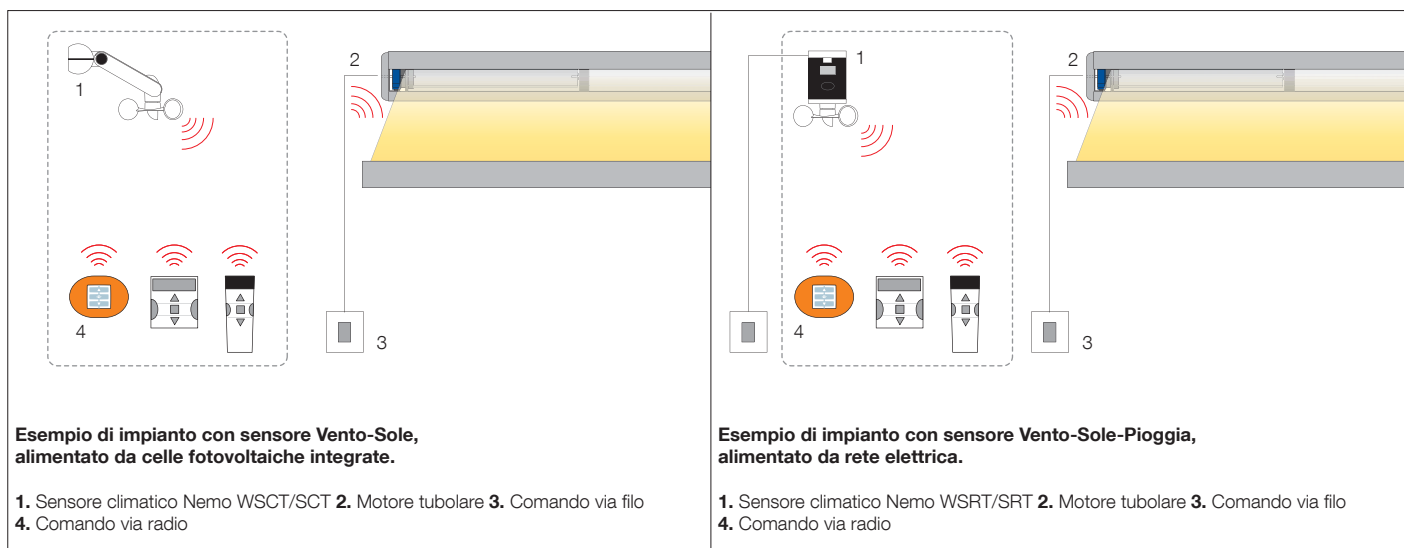 1
2
4
3
Esempio di impianto con sensore Vento-Sole,
alimentato da celle fotovoltaiche integrate.
1. Sensore climatico Nemo WSCT/SCT 2. Motore tubolare 3. Comando via filo
4. Comando via radio
1
2
4
3
Esempio di impianto con sensore Vento-Sole-Pioggia,
alimentato da rete elettrica.
1. Sensore climatico Nemo WSRT/SRT 2. Motore tubolare 3. Comando via filo
4. Comando via radio